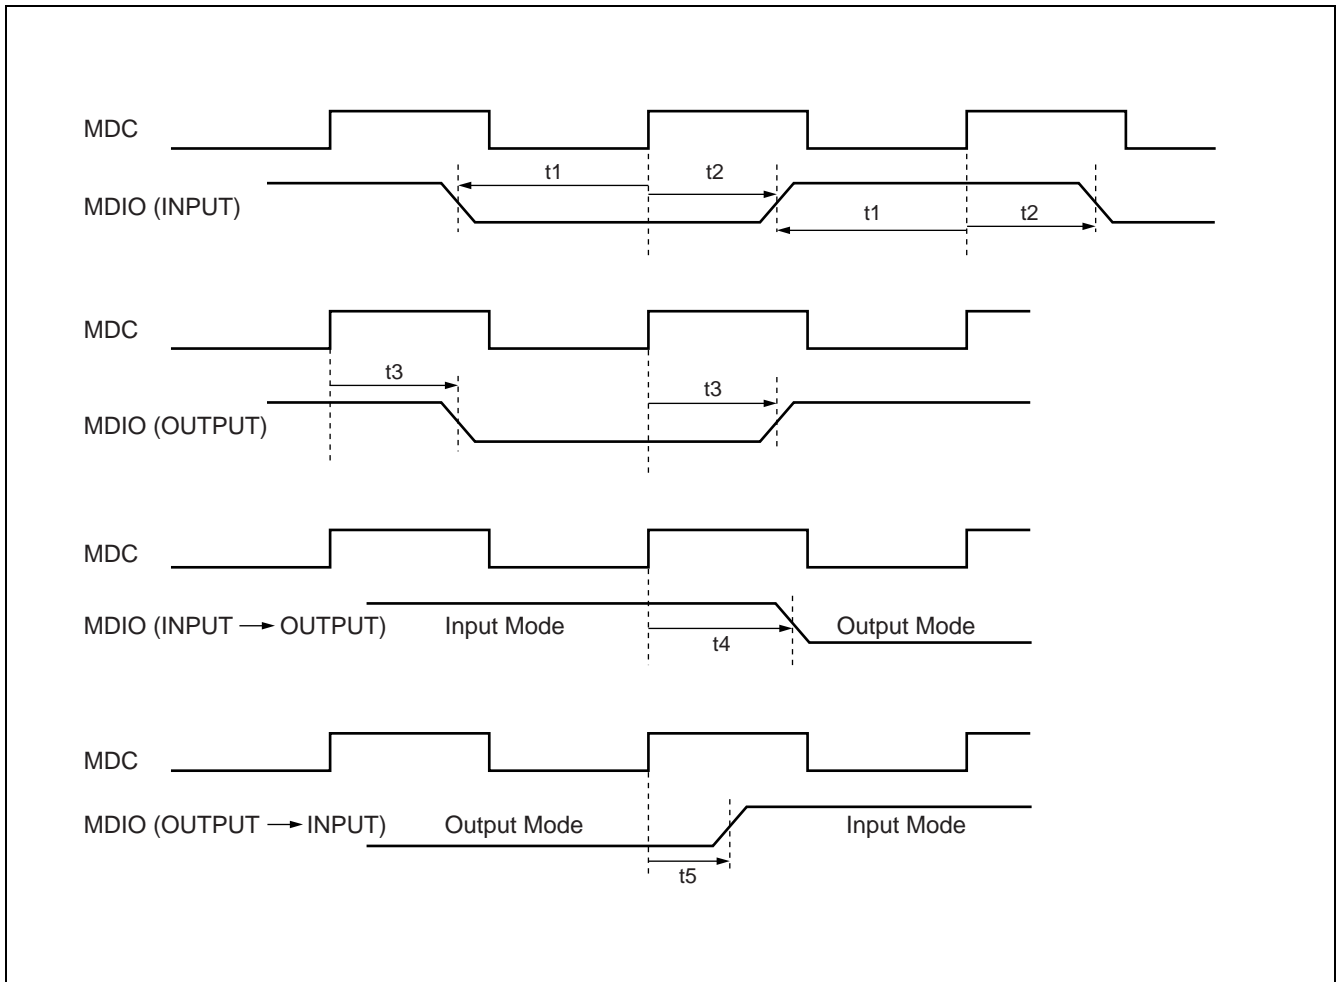 MDC
t1 t2
MDIO (INPUT)
t1 t2
MDC
t3
t3
MDIO (OUTPUT)
MDC
MDIO (INPUT → OUTPUT) Input Mode Output Mode
t4
MDC
MDIO (OUTPUT → INPUT) Output Mode Input Mode
t5